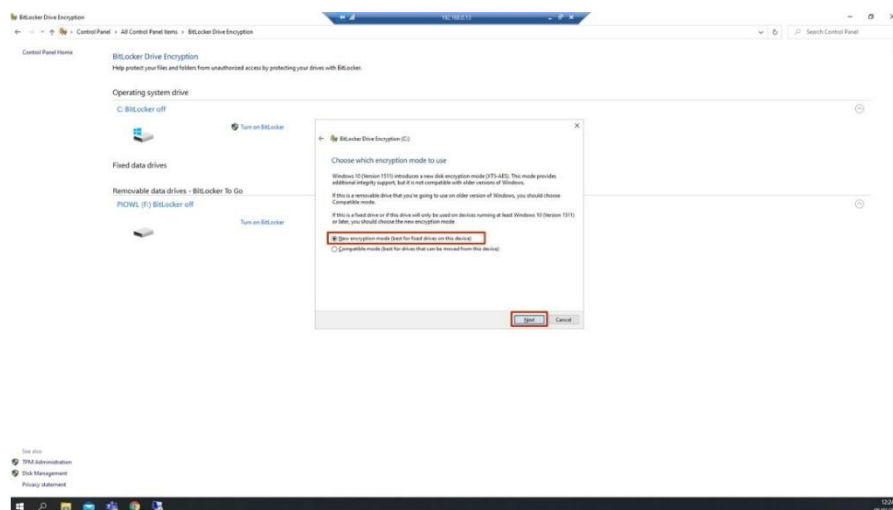 BitLocker Drive Encryption
Control Panel › All Control Panel Items › BitLocker Drive Encryption
Search Control Panel
Control Panel Home
BitLocker Drive Encryption
Help protect your files and folders from unauthorized access by protecting your drives with BitLocker.
Operating system drive
C: BitLocker off
Turn on BitLocker
Fixed data drives
Removable data drives - BitLocker To Go
PIOWL (F:) BitLocker off
Turn on BitLocker
BitLocker Drive Encryption (C:)
Choose which encryption mode to use
Windows 10 (Version 1511) introduces a new disk encryption mode (XTS-AES). This mode provides
additional integrity support, but it is not compatible with older versions of Windows.
If this is a removable drive that you're going to use on older version of Windows, you should choose
Compatible mode.
If this is a fixed drive or if this drive will only be used on devices running at least Windows 10 (Version 1511)
or later, you should choose the new encryption mode
New encryption mode (best for fixed drives on this device)
Compatible mode (best for drives that can be moved from this device)
Next
Cancel
See also
TPM Administration
Disk Management
Privacy statement